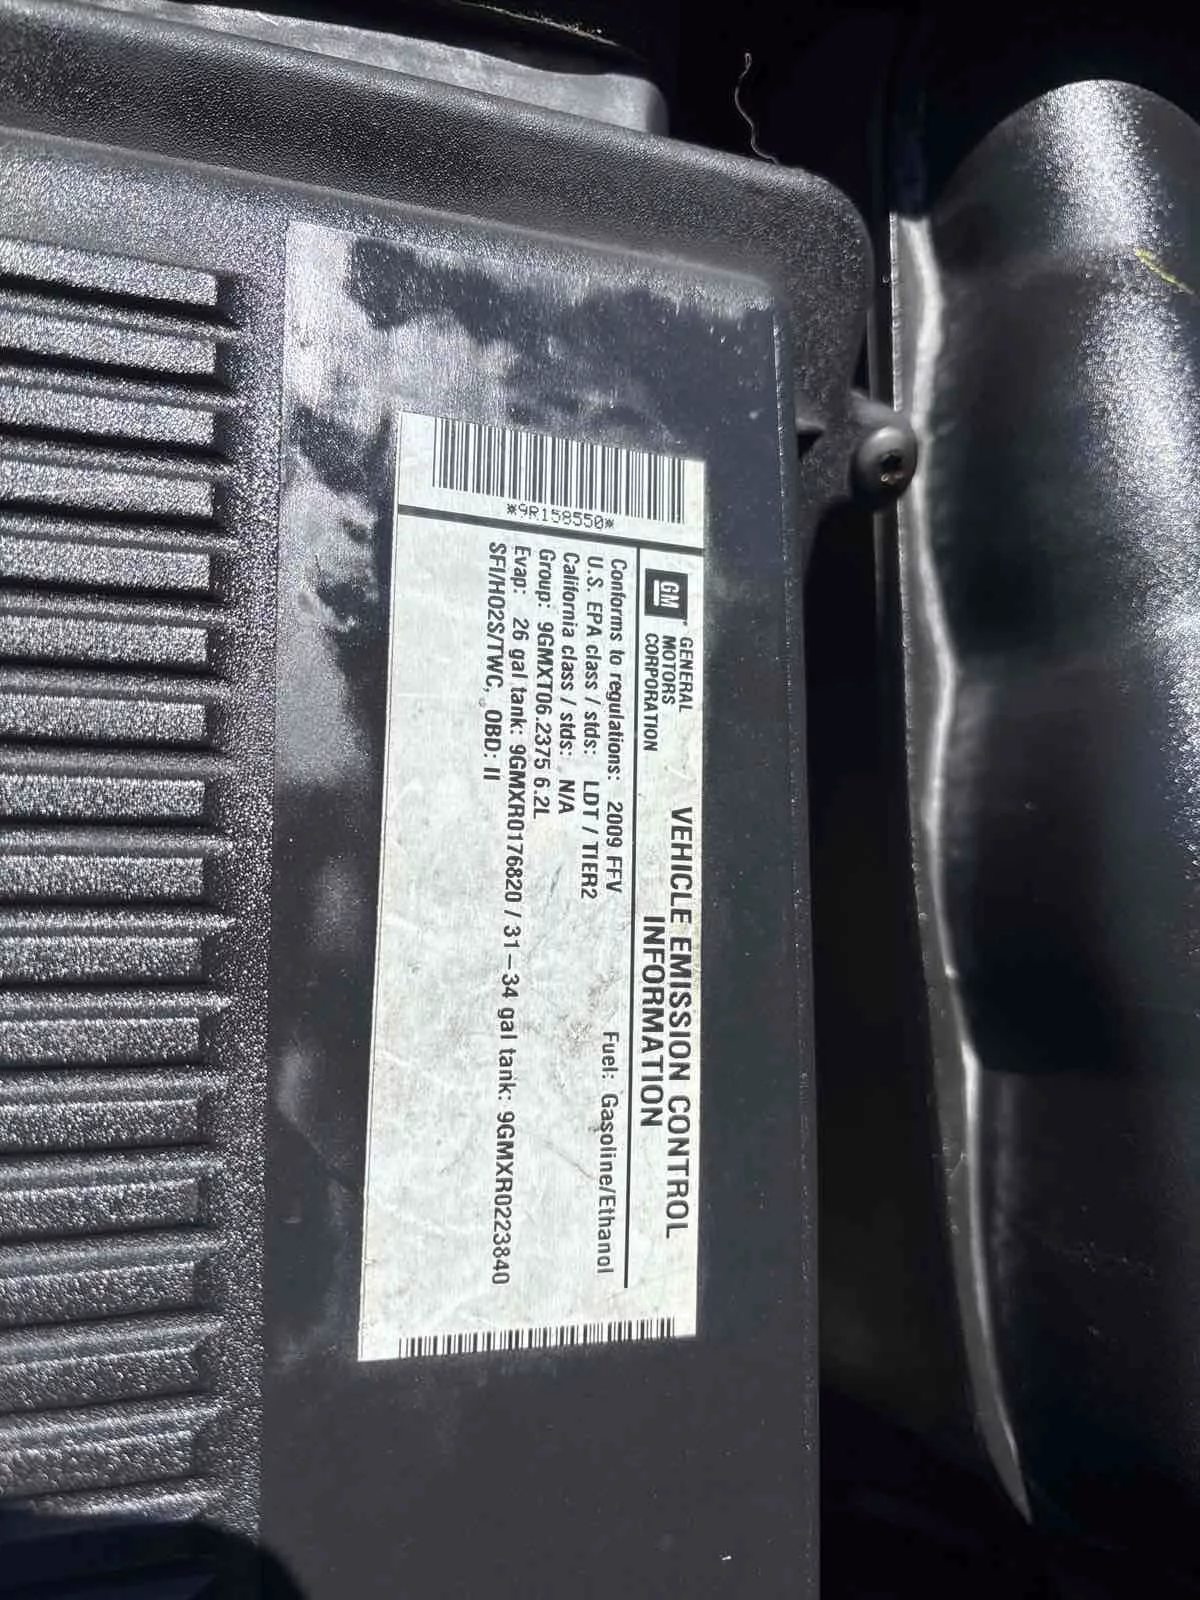 *9R158550*
GM
GENERAL
MOTORS
CORPORATION
VEHICLE EMISSION CONTROL
INFORMATION
Conforms to regulations: 2009 FFV Fuel: Gasoline/Ethanol
U.S. EPA class / stds: LDT / TIER2
California class / stds: N/A
Group: 9GMXT06.2375 6.2L
Evap: 26 gal tank: 9GMXR0176820 / 31-34 gal tank: 9GMXR0223840
SFI/HO2S/TWC, OBD: II